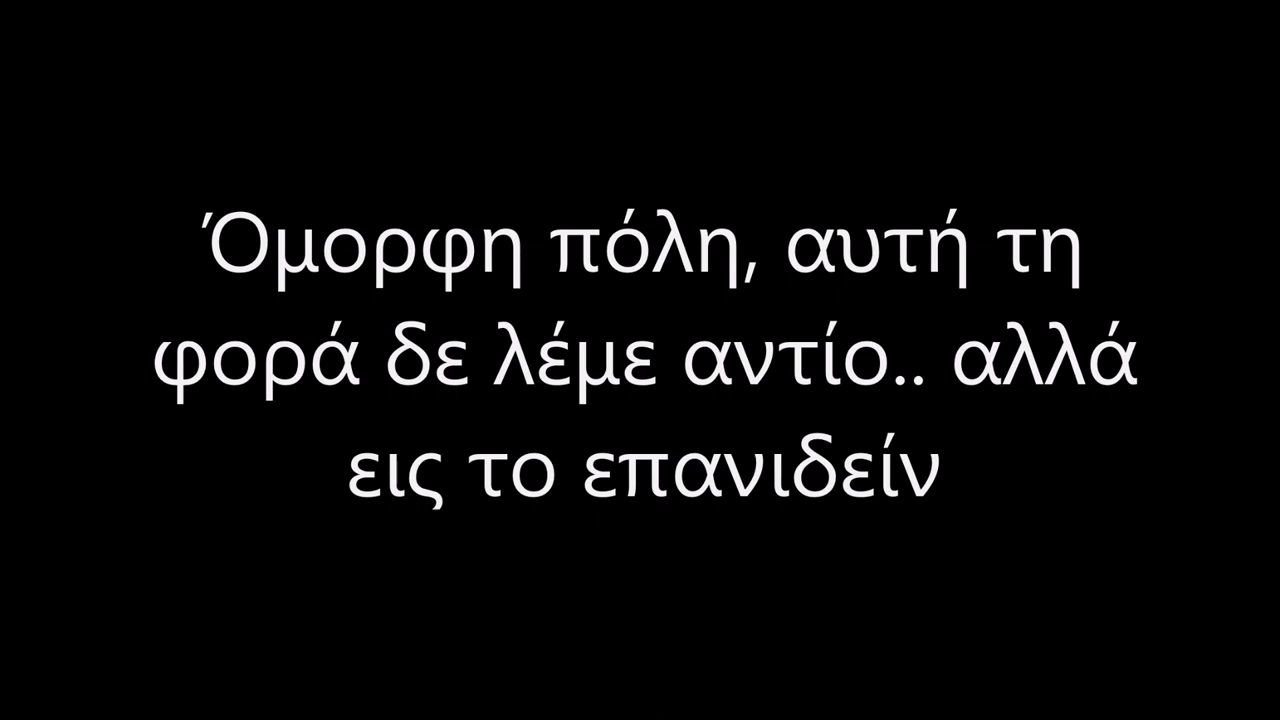 Όμορφη πόλη, αυτή τη
φορά δε λέμε αντίο.. αλλά
εις το επανιδείν